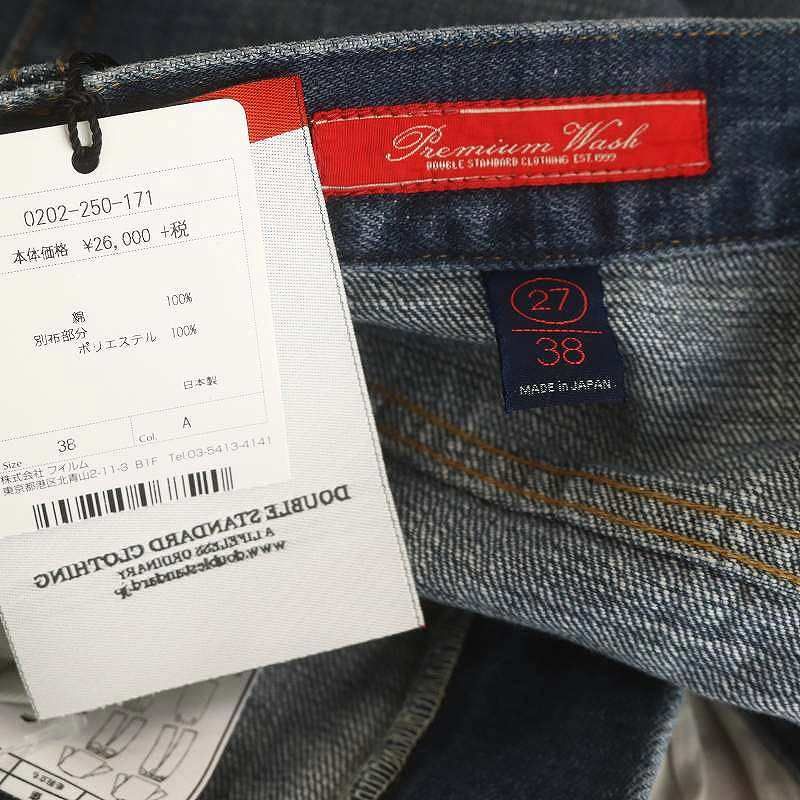 0202-250-171
本体価格 ¥26,000 +税
綿 100%
別布部分
ポリエステル 100%
日本製
Size 38 Col. A
株式会社 フイルム
東京都港区北青山2-11-3 B1F Tel.03-5413-4141
DOUBLE STANDARD CLOTHING
A LIFELESS ORDINARY
www.doublestandard.jp
Premium Wash
DOUBLE STANDARD CLOTHING EST.1999
27
38
MADE in JAPAN